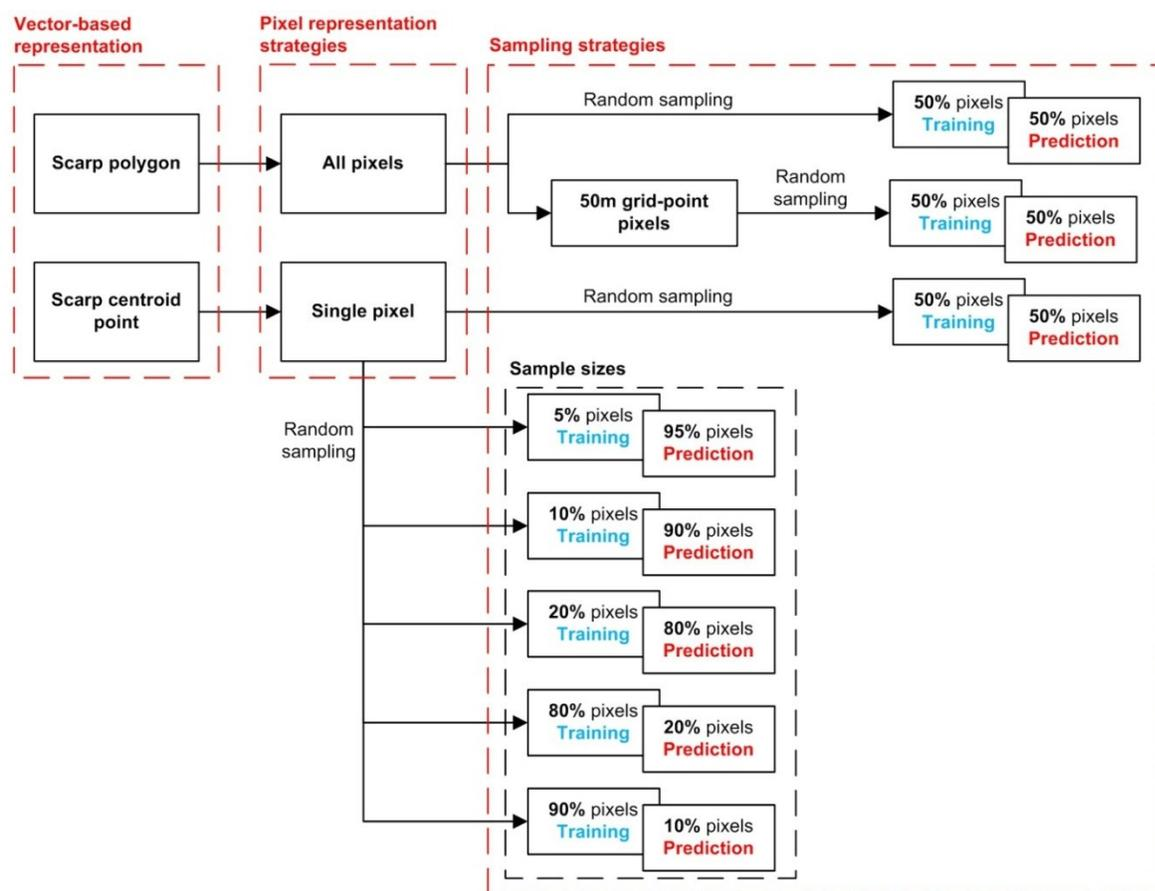 Vector-based
representation
Pixel representation
strategies
Sampling strategies
Scarp polygon
All pixels
Random sampling
50% pixels
Training
50% pixels
Prediction
50m grid-point
pixels
Random
sampling
50% pixels
Training
50% pixels
Prediction
Scarp centroid
point
Single pixel
Random sampling
50% pixels
Training
50% pixels
Prediction
Sample sizes
Random
sampling
5% pixels
Training
95% pixels
Prediction
10% pixels
Training
90% pixels
Prediction
20% pixels
Training
80% pixels
Prediction
80% pixels
Training
20% pixels
Prediction
90% pixels
Training
10% pixels
Prediction